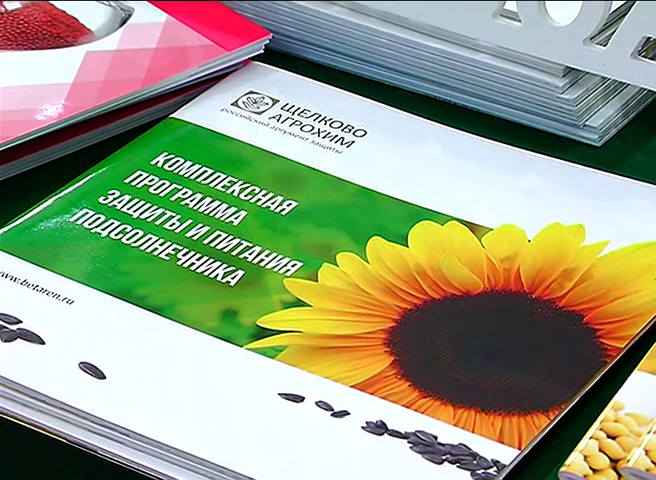 ЩЕЛКОВО
АГРОХИМ
российский аргумент защиты
КОМПЛЕКСНАЯ
ПРОГРАММА
ЗАЩИТЫ И ПИТАНИЯ
ПОДСОЛНЕЧНИКА
www.betaren.ru